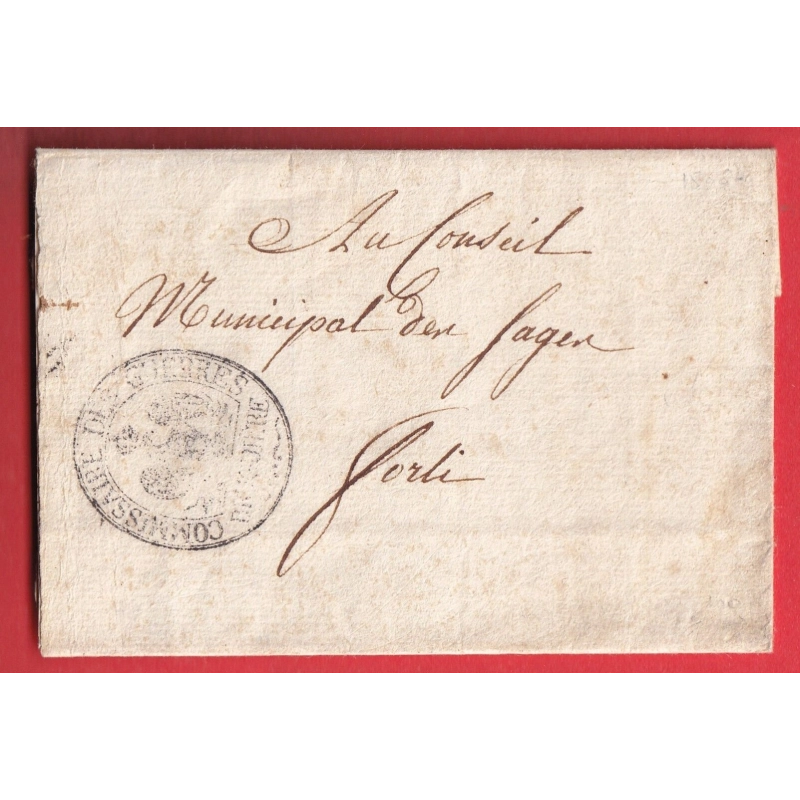 Au Conseil
Municipal des Sages
Forli
COMMISSAIRE DES GUERRES